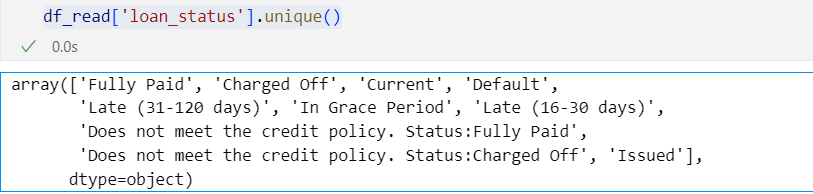 df_read['loan_status'].unique()
0.0s
array(['Fully Paid', 'Charged Off', 'Current', 'Default',
'Late (31-120 days)', 'In Grace Period', 'Late (16-30 days)',
'Does not meet the credit policy. Status:Fully Paid',
'Does not meet the credit policy. Status:Charged Off', 'Issued'],
dtype=object)